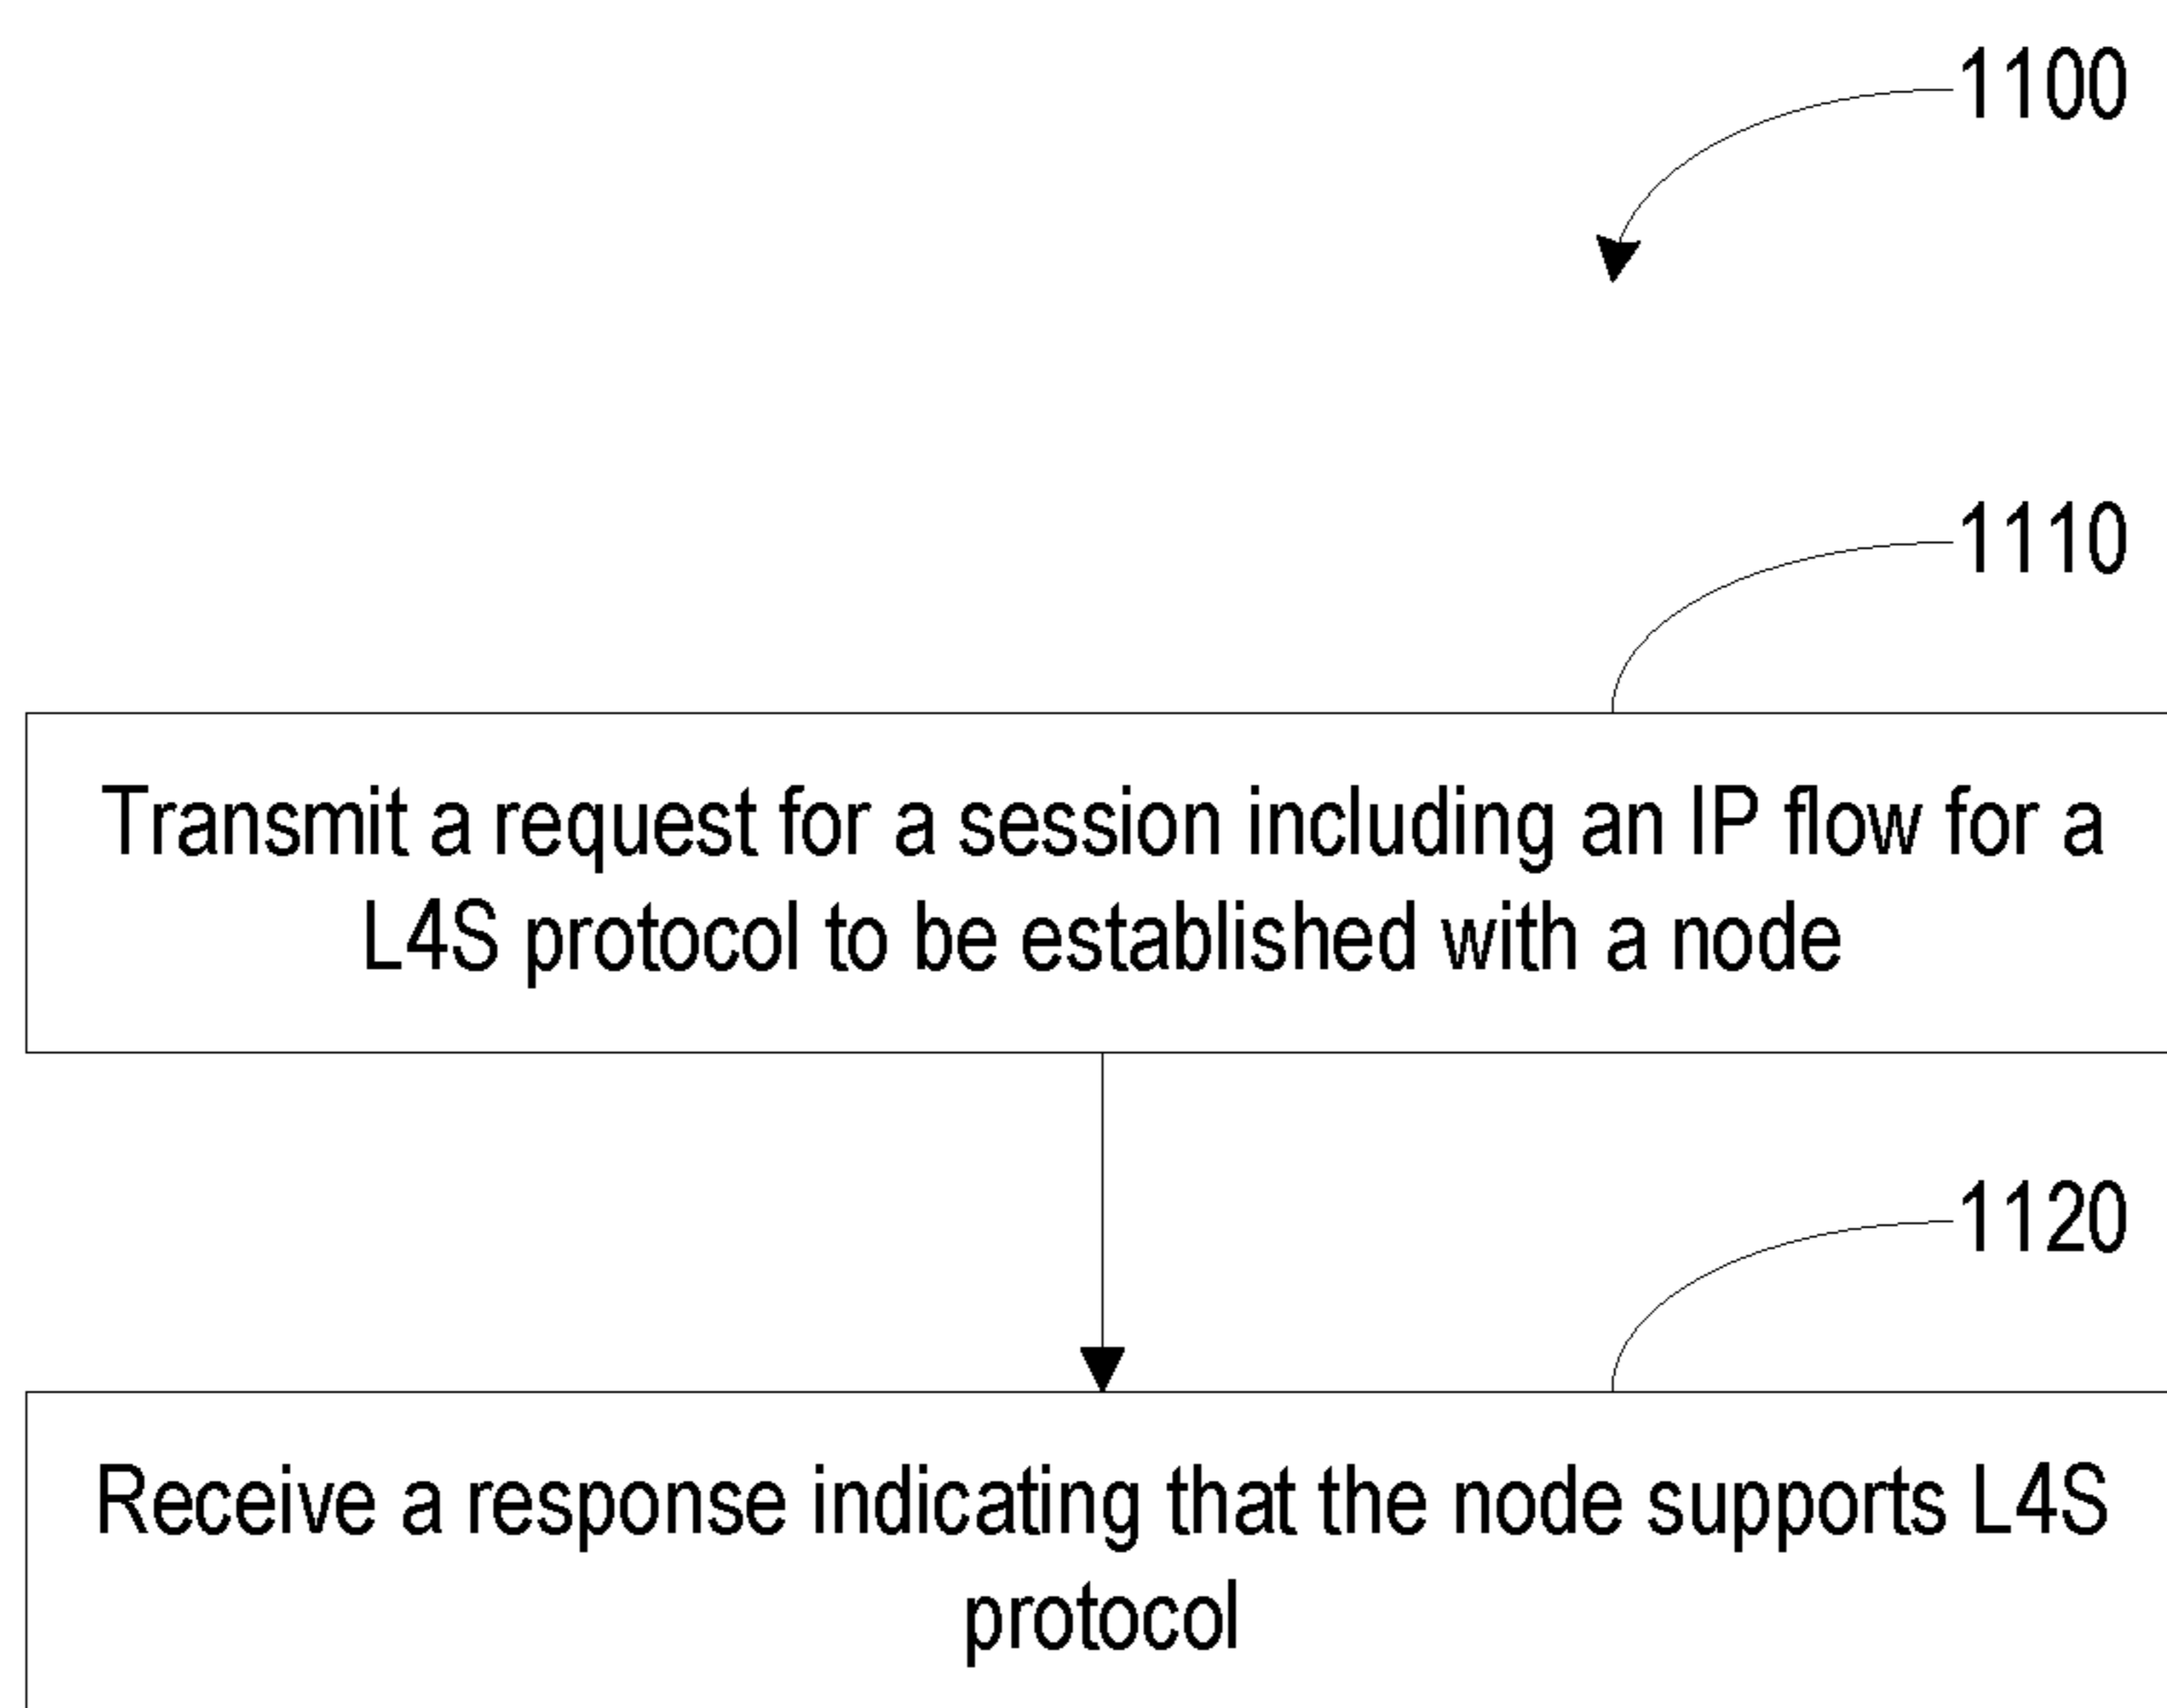 1100
1110
Transmit a request for a session including an IP flow for a
L4S protocol to be established with a node
1120
Receive a response indicating that the node supports L4S
protocol